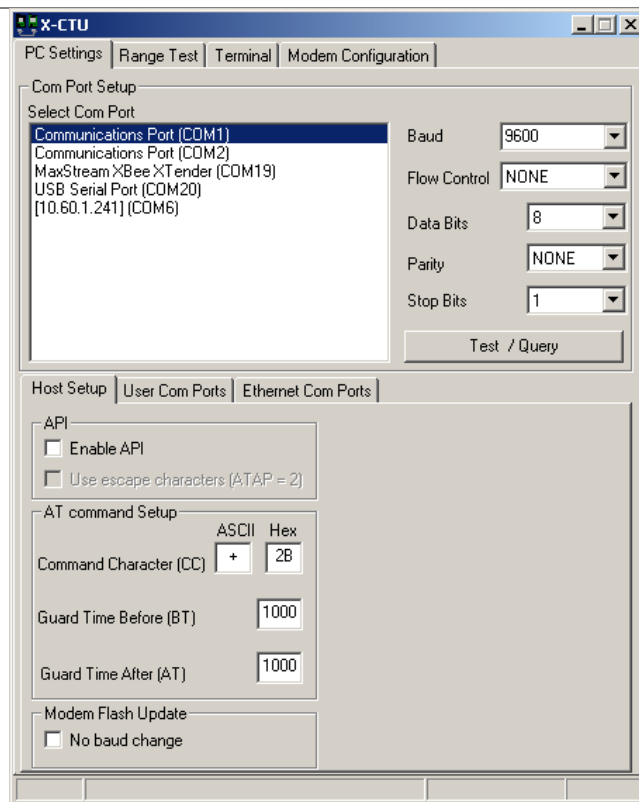 X-CTU
PC Settings Range Test Terminal Modem Configuration
Com Port Setup
Select Com Port
Communications Port (COM1)
Communications Port (COM2)
MaxStream XBee XTender (COM19)
USB Serial Port (COM20)
[10.60.1.241] (COM6)
Baud 9600
Flow Control NONE
Data Bits 8
Parity NONE
Stop Bits 1
Test / Query
Host Setup User Com Ports Ethernet Com Ports
API
Enable API
Use escape characters (ATAP = 2)
AT command Setup
ASCII Hex
Command Character (CC) + 2B
Guard Time Before (BT) 1000
Guard Time After (AT) 1000
Modem Flash Update
No baud change